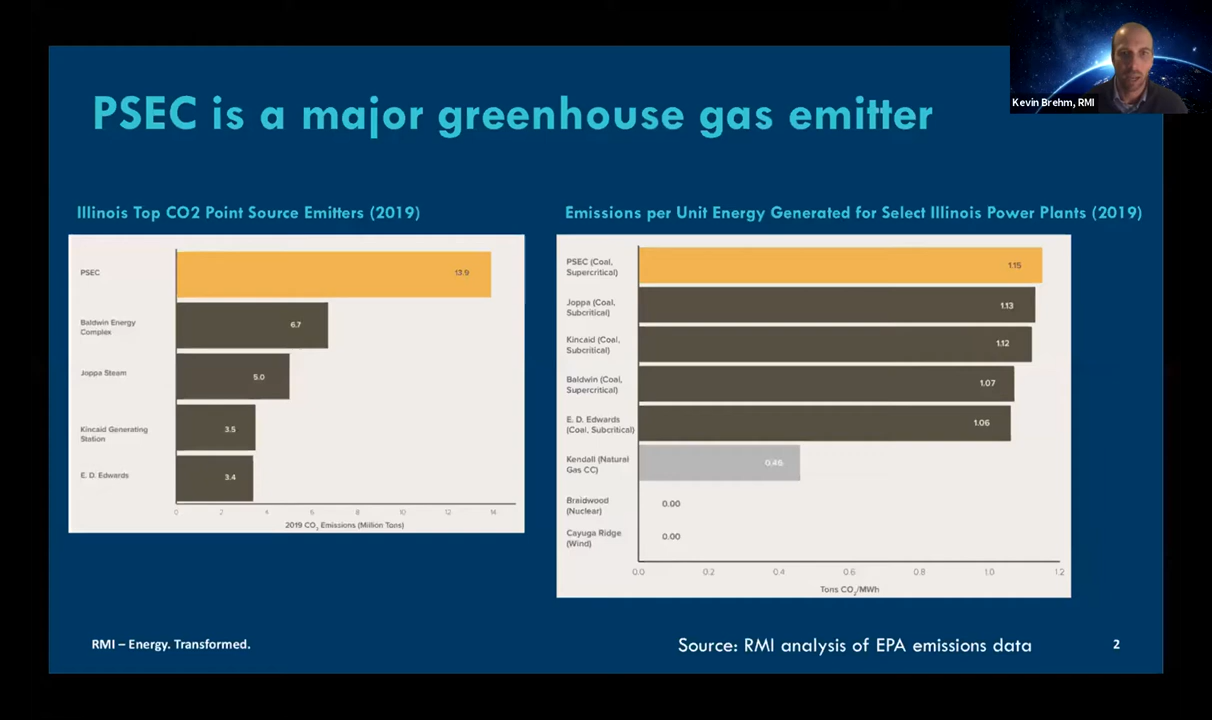 Kevin Brehm, RMI
PSEC is a major greenhouse gas emitter
Illinois Top CO2 Point Source Emitters (2019)
PSEC
13.9
Baldwin Energy
Complex
6.7
Joppa Steam
5.0
Kincaid Generating
Station
3.5
E. D. Edwards
3.4
0 2 4 6 8 10 12 14
2019 CO2 Emissions (Million Tons)
Emissions per Unit Energy Generated for Select Illinois Power Plants (2019)
PSEC (Coal,
Supercritical)
1.15
Joppa (Coal,
Subcritical)
1.13
Kincaid (Coal,
Subcritical)
1.12
Baldwin (Coal,
Supercritical)
1.07
E. D. Edwards
(Coal, Subcritical)
1.06
Kendall (Natural
Gas CC)
0.46
Braidwood
(Nuclear)
0.00
Cayuga Ridge
(Wind)
0.00
0.0 0.2 0.4 0.6 0.8 1.0 1.2
Tons CO2/MWh
RMI – Energy. Transformed.
Source: RMI analysis of EPA emissions data
2